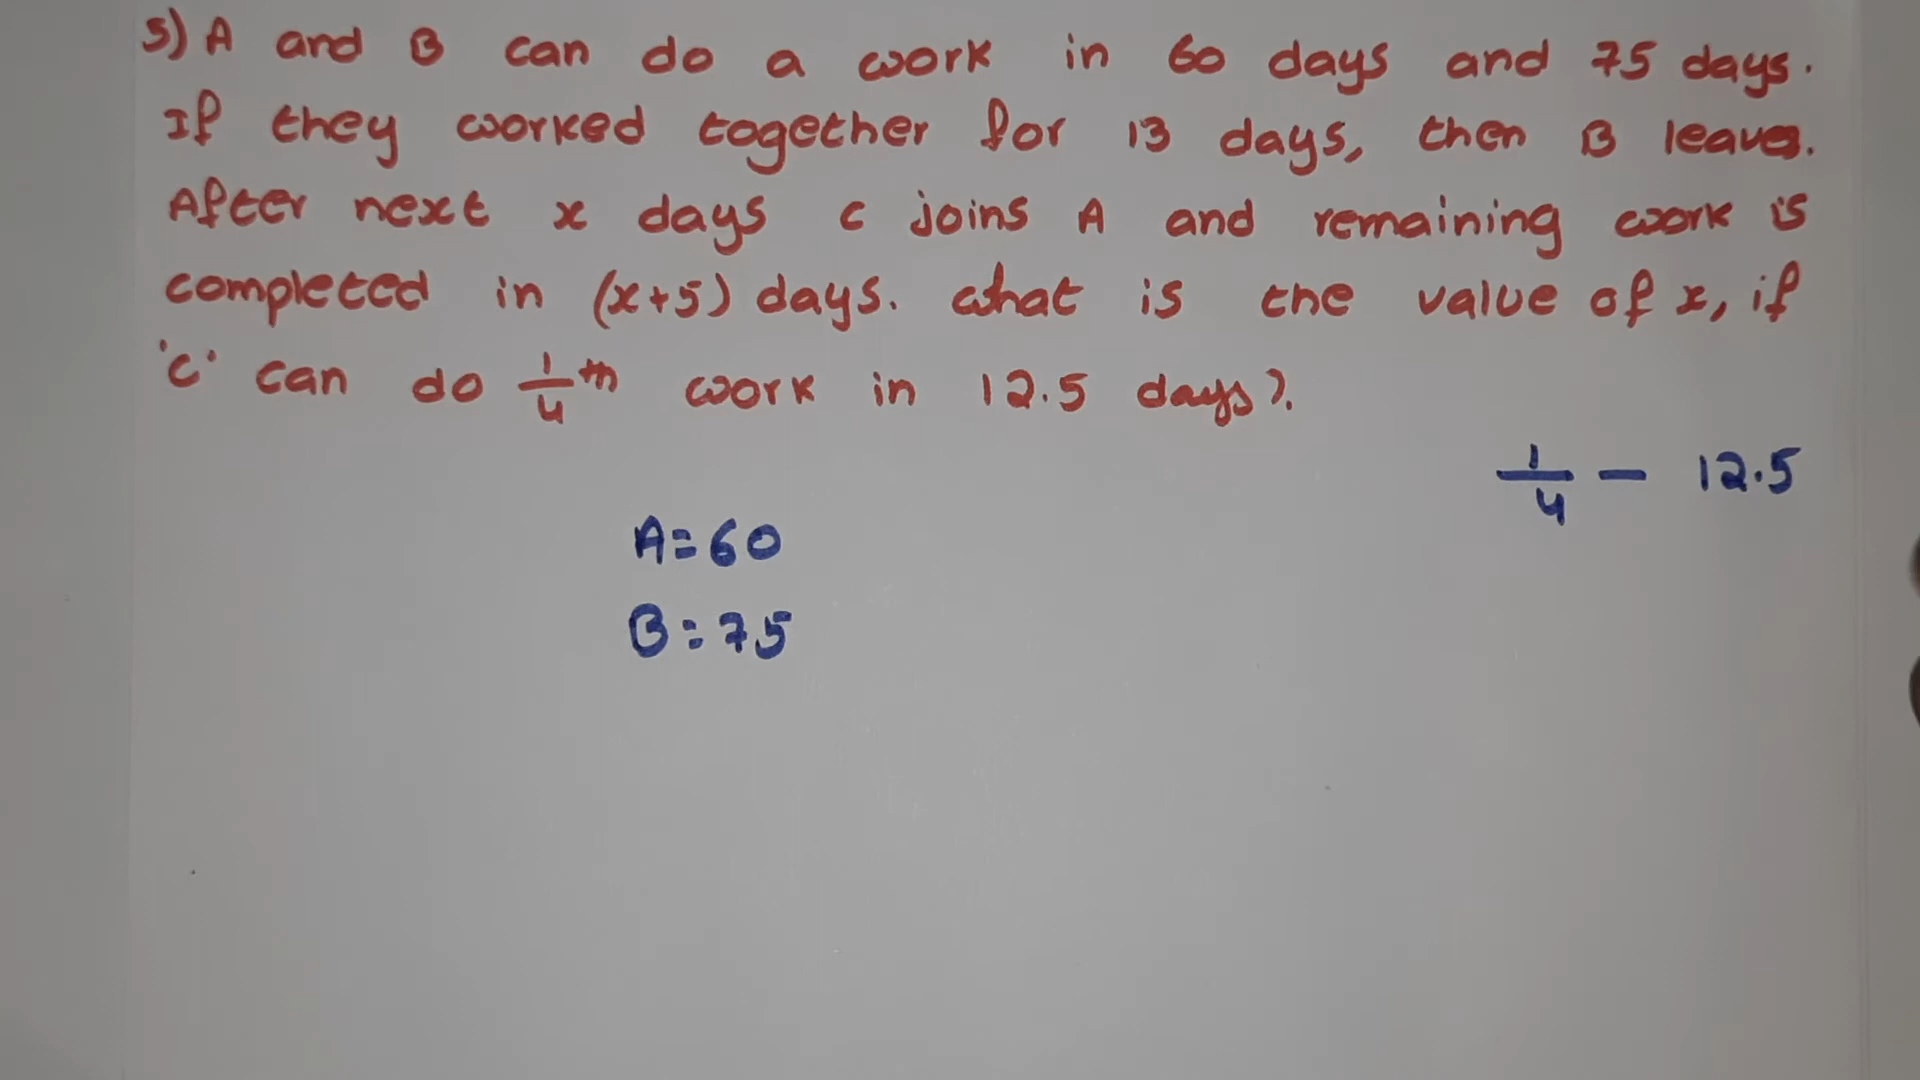 5) A and B can do a work in 60 days and 75 days.
If they worked together for 13 days, then B leaves.
After next x days c joins A and remaining work is
completed in (x+5) days. what is the value of x, if
'c' can do 1/4 th work in 12.5 days?.
1/4 - 12.5
A=60
B=75